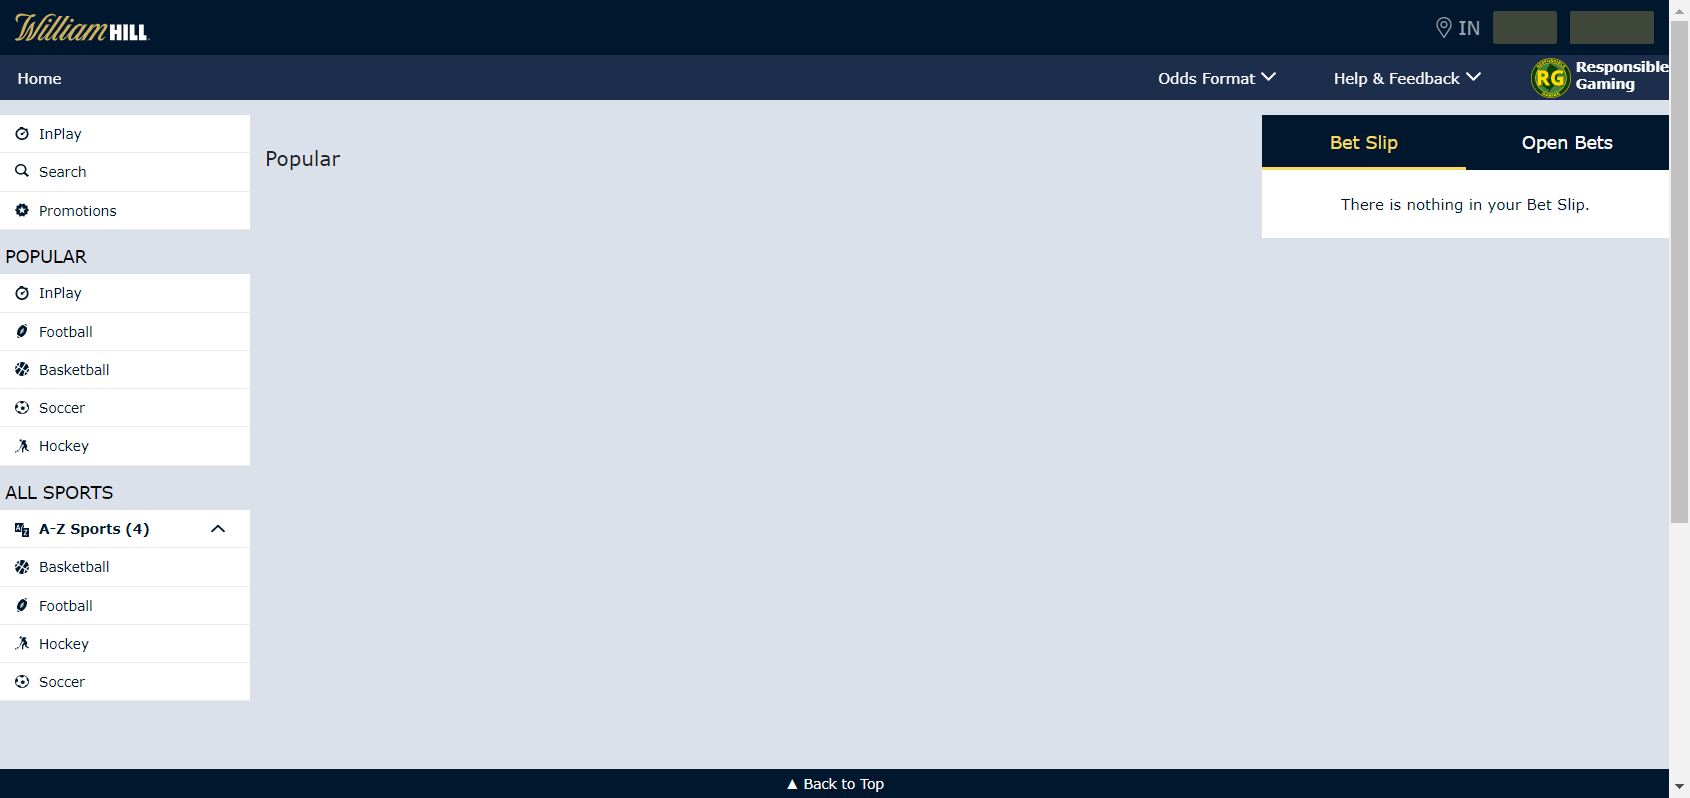 William HILL
IN
Home
Odds Format
Help & Feedback
RG
Responsible
Gaming
InPlay
Search
Promotions
POPULAR
InPlay
Football
Basketball
Soccer
Hockey
ALL SPORTS
A-Z Sports (4)
Basketball
Football
Hockey
Soccer
Popular
Bet Slip
Open Bets
There is nothing in your Bet Slip.
▲ Back to Top